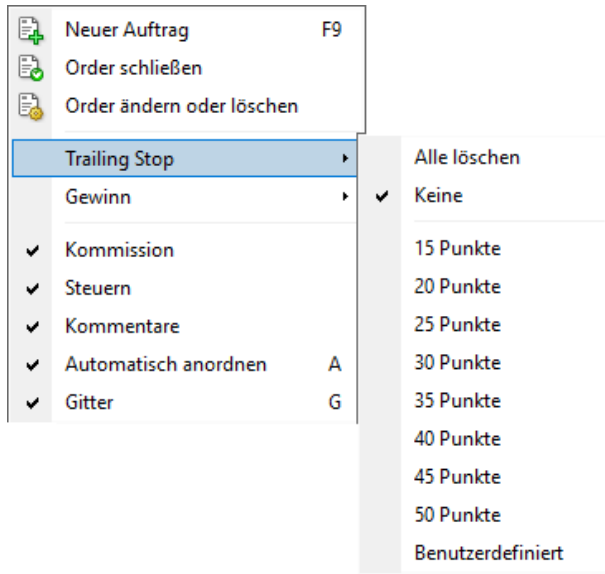 Neuer Auftrag F9
Order schließen
Order ändern oder löschen
Trailing Stop
Gewinn
Kommission
Steuern
Kommentare
Automatisch anordnen A
Gitter G
Alle löschen
Keine
15 Punkte
20 Punkte
25 Punkte
30 Punkte
35 Punkte
40 Punkte
45 Punkte
50 Punkte
Benutzerdefiniert